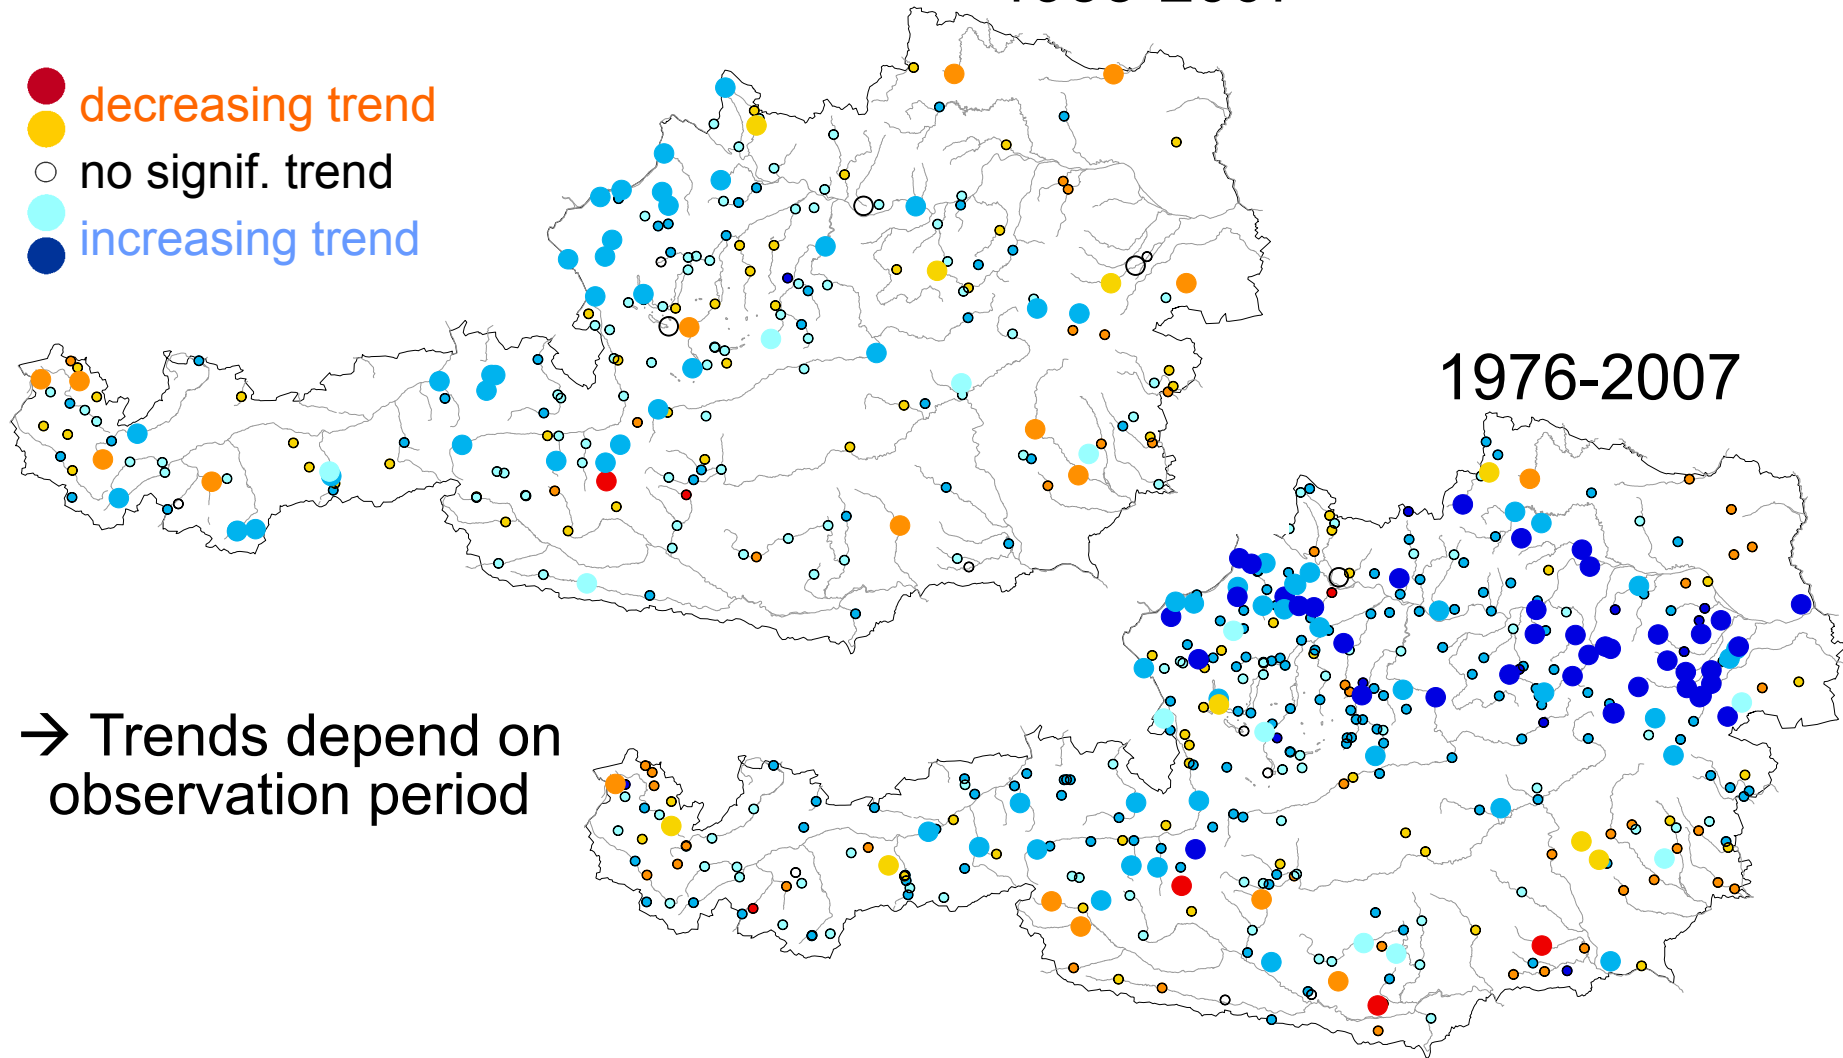 decreasing trend
no signif. trend
increasing trend
1976-2007
→ Trends depend on
observation period